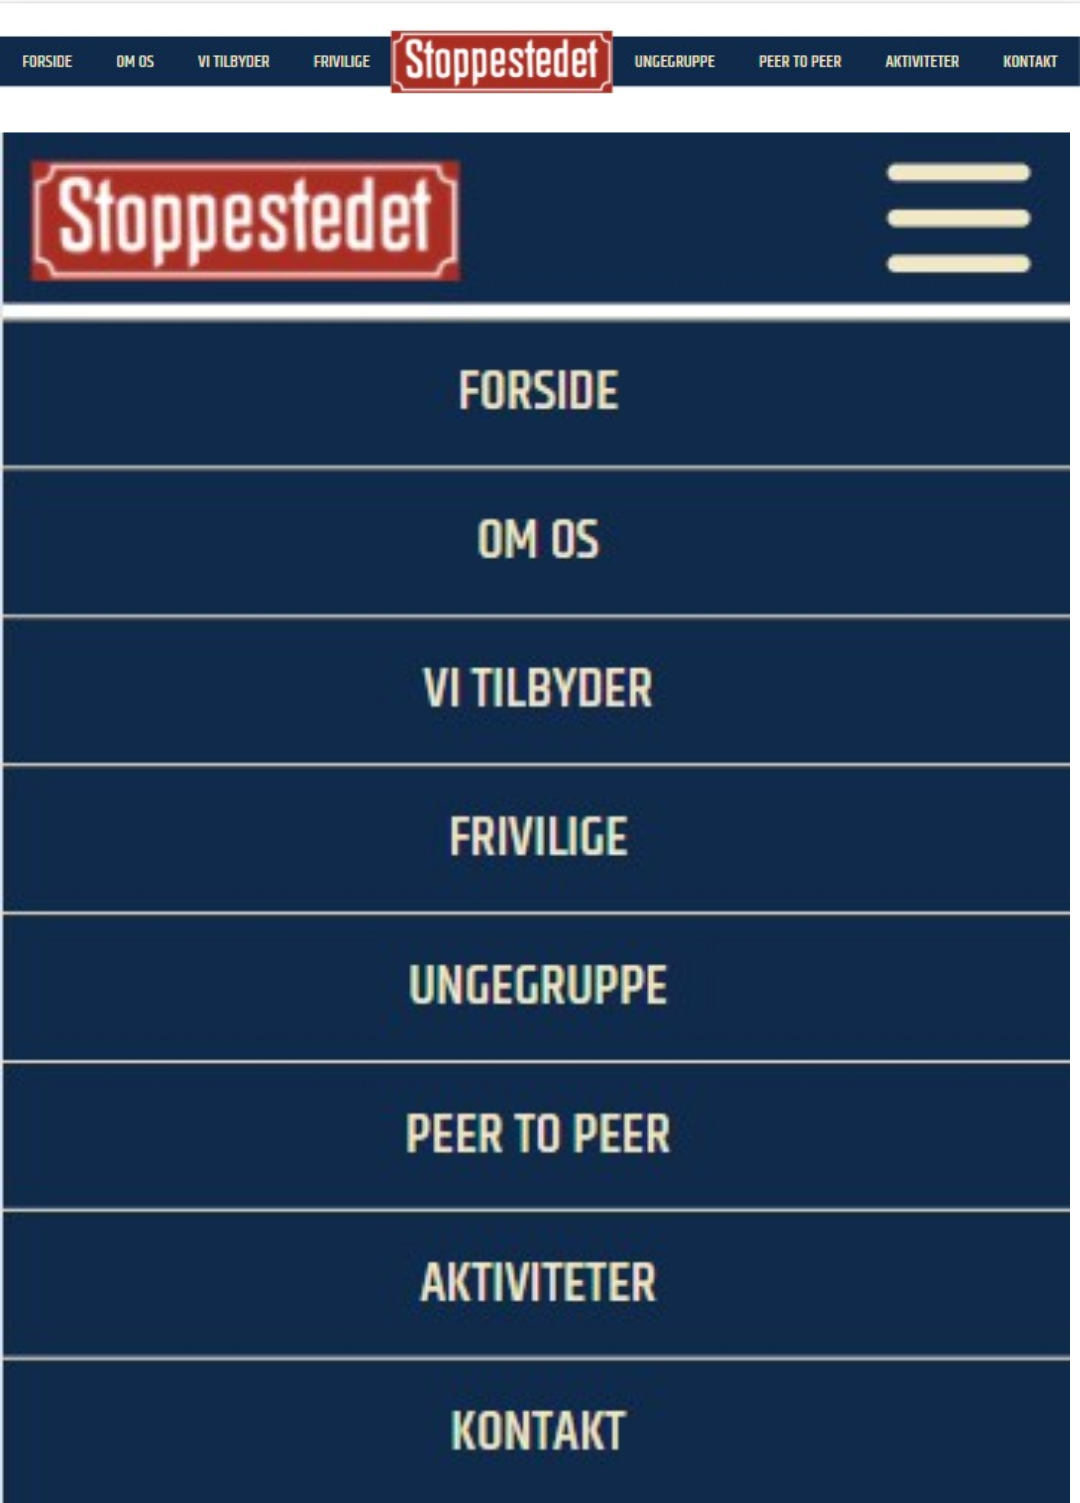 FORSIDE OM OS VI TILBYDER FRIVILIGE Stoppestedet UNGEGRUPPE PEER TO PEER AKTIVITETER KONTAKT
Stoppestedet
FORSIDE
OM OS
VI TILBYDER
FRIVILIGE
UNGEGRUPPE
PEER TO PEER
AKTIVITETER
KONTAKT